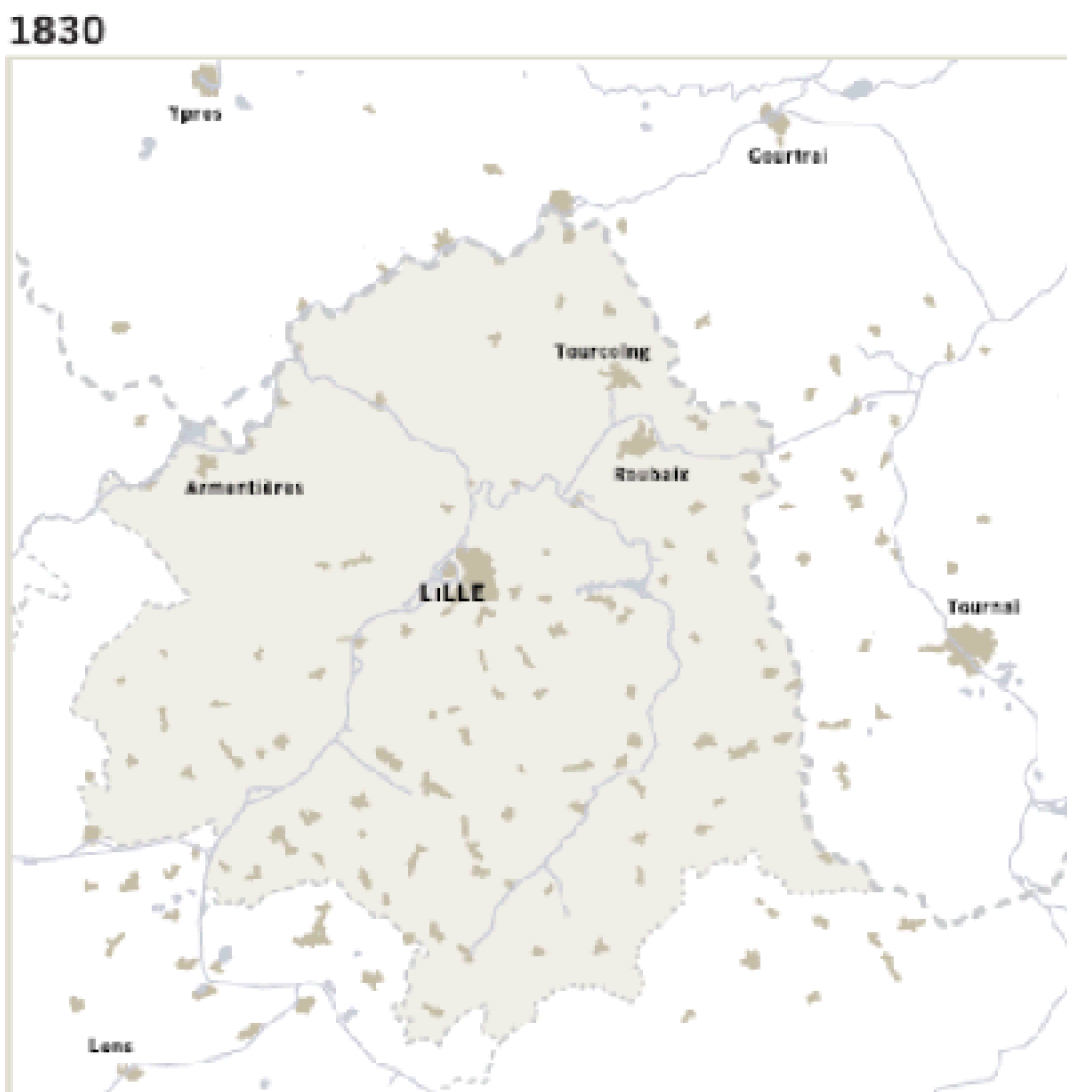 1830
Ypres
Courtrai
Tourcoing
Roubaix
Armentières
LILLE
Tournai
Lens